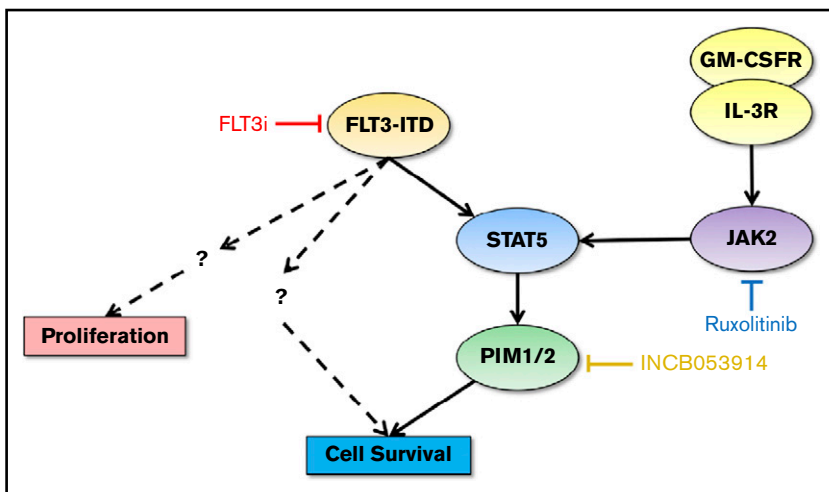 GM-CSFR
IL-3R
FLT3i
FLT3-ITD
STAT5
JAK2
?
?
Ruxolitinib
Proliferation
PIM1/2
INCB053914
Cell Survival